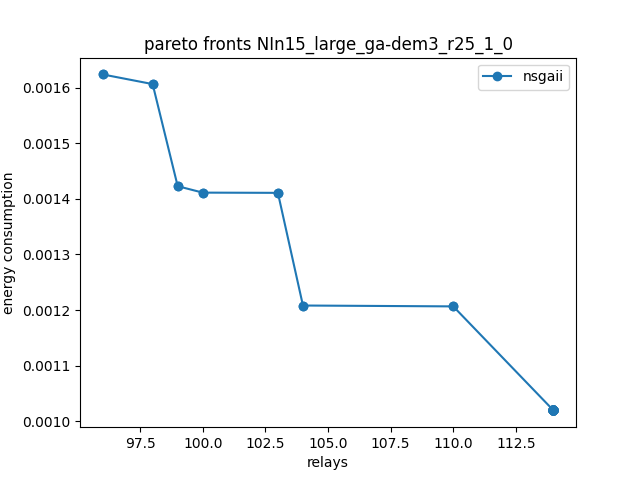 pareto fronts NIn15_large_ga-dem3_r25_1_0
nsgaii
energy consumption
0.0016
0.0015
0.0014
0.0013
0.0012
0.0011
0.0010
97.5 100.0 102.5 105.0 107.5 110.0 112.5
relays